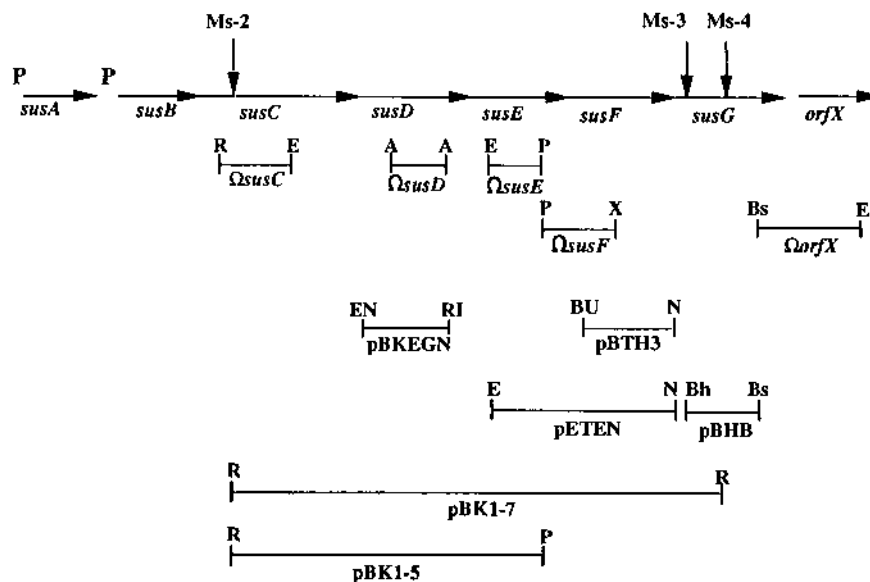 Ms-2 Ms-3 Ms-4
P P
susA susB susC susD susE susF susG orfX
R E A A E P
ΩsusC ΩsusD ΩsusE
P X Bs E
ΩsusF ΩorfX
EN RI BU N
pBKEGN pBTH3
E N Bh Bs
pETEN pBHB
R R
pBK1-7
R P
pBK1-5